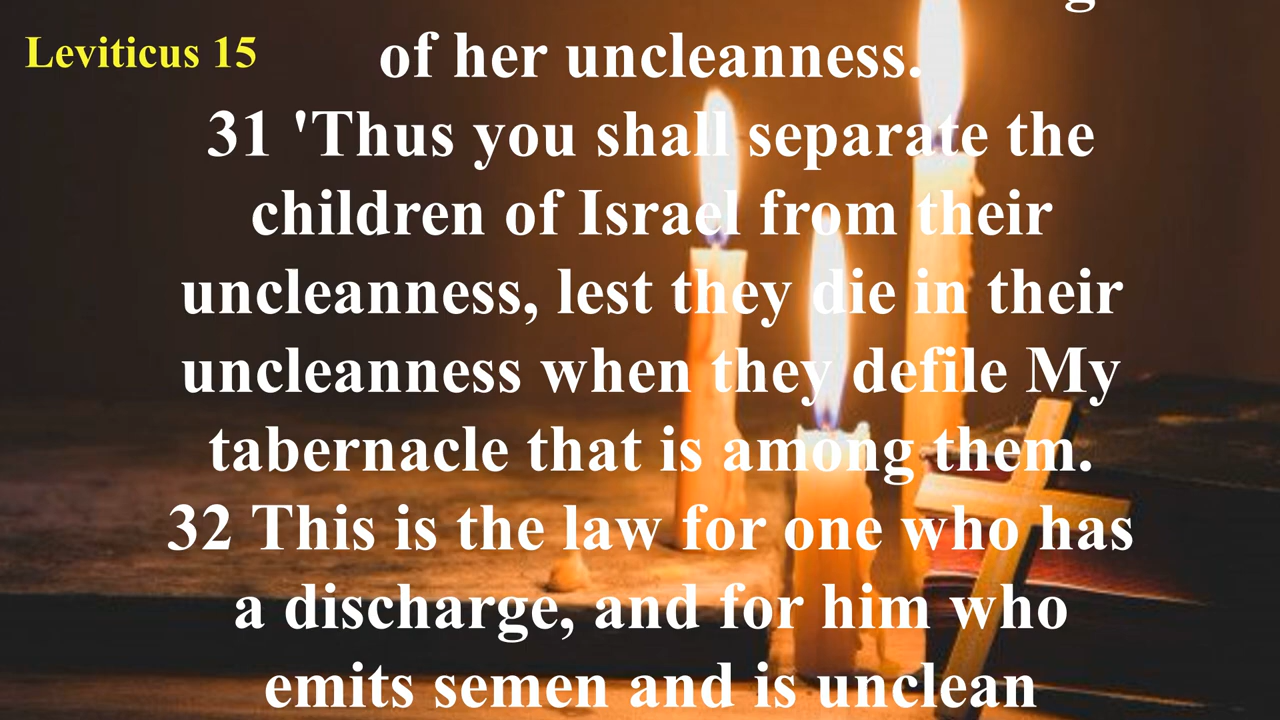 Leviticus 15
of her uncleanness.
31 'Thus you shall separate the
children of Israel from their
uncleanness, lest they die in their
uncleanness when they defile My
tabernacle that is among them.
32 This is the law for one who has
a discharge, and for him who
emits semen and is unclean